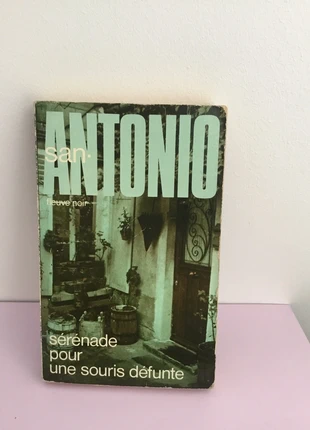 san-
ANTONIO
fleuve noir
sérénade
pour
une souris défunte